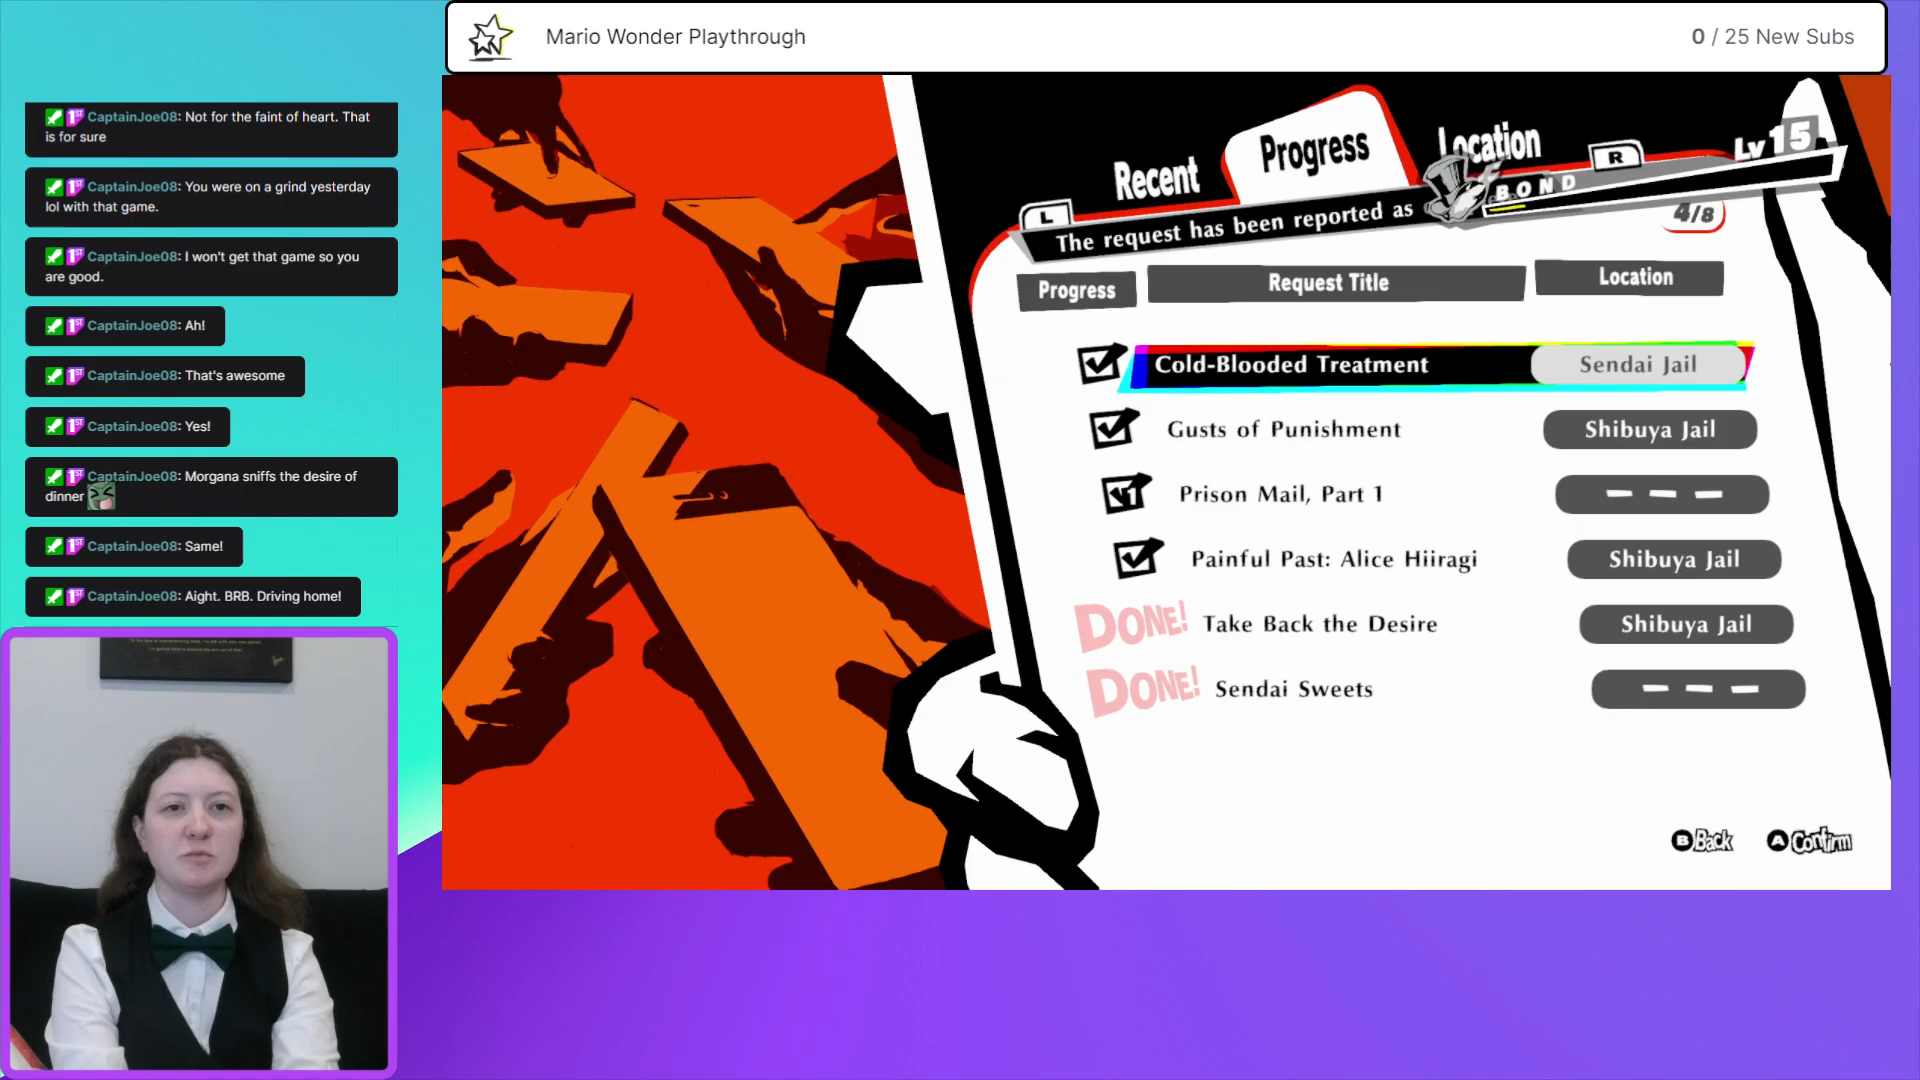 Mario Wonder Playthrough
0 / 25 New Subs
CaptainJoe08: Not for the faint of heart. That
is for sure
CaptainJoe08: You were on a grind yesterday
lol with that game.
CaptainJoe08: I won't get that game so you
are good.
CaptainJoe08: Ah!
CaptainJoe08: That's awesome
CaptainJoe08: Yes!
CaptainJoe08: Morgana sniffs the desire of
dinner
CaptainJoe08: Same!
CaptainJoe08: Aight. BRB. Driving home!
L
Recent
Progress
Location
R
Lv 15
The request has been reported as
BOND
4/8
Progress
Request Title
Location
Cold-Blooded Treatment
Sendai Jail
Gusts of Punishment
Shibuya Jail
Prison Mail, Part 1
Painful Past: Alice Hiiragi
Shibuya Jail
DONE!
Take Back the Desire
Shibuya Jail
DONE!
Sendai Sweets
B Back
A Confirm